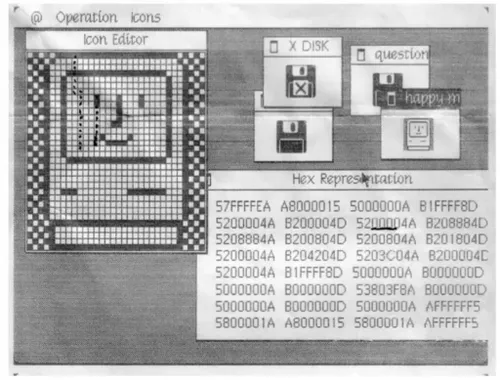 @ Operation Icons
Icon Editor
X DISK
question
happy m
Hex Representation
57FFFFEA A8000015 5000000A B1FFFF8D
5200004A B200004D 5200004A B208884D
5208884A B200804D 5200804A B201804D
5200004A B204204D 5203C04A B200004D
5200004A B1FFFF8D 5000000A B000000D
5000000A B000000D 53803F8A B000000D
5000000A B000000D 5000000A AFFFFFF5
5800001A A8000015 5800001A AFFFFFF5